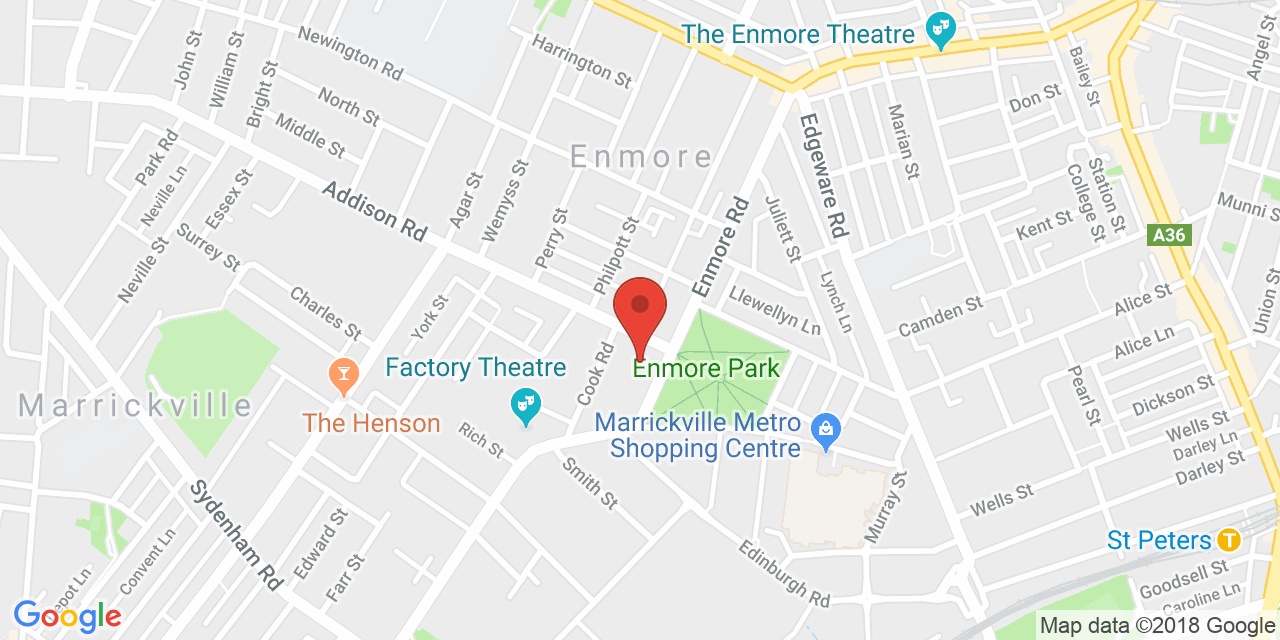 The Enmore Theatre
Angel St
John St
William St
Newington Rd
Harrington St
Bailey St
Bright St
North St
Don St
Middle St
Marian St
Edgeware Rd
Park Rd
Enmore
Station St
College St
Neville Ln
Essex St
Addison Rd
Agar St
Wemyss St
Juliett St
Munni S
Kent St
Perry St
Philpott St
Enmore Rd
A36
Surrey St
Neville St
Lynch Ln
Llewellyn Ln
Charles St
York St
Camden St
Alice St
Union St
Alice Ln
Factory Theatre
Cook Rd
Enmore Park
Pearl St
Dickson St
Marrickville
The Henson
Marrickville Metro
Shopping Centre
Rich St
Wells St
Darley Ln
Darley St
Smith St
Sydenham Rd
Murray St
Wells St
Edward St
Convent Ln
Farr St
Edinburgh Rd
St Peters
T
Goodsell St
Caroline Ln
epot Ln
Google
Map data ©2018 Google